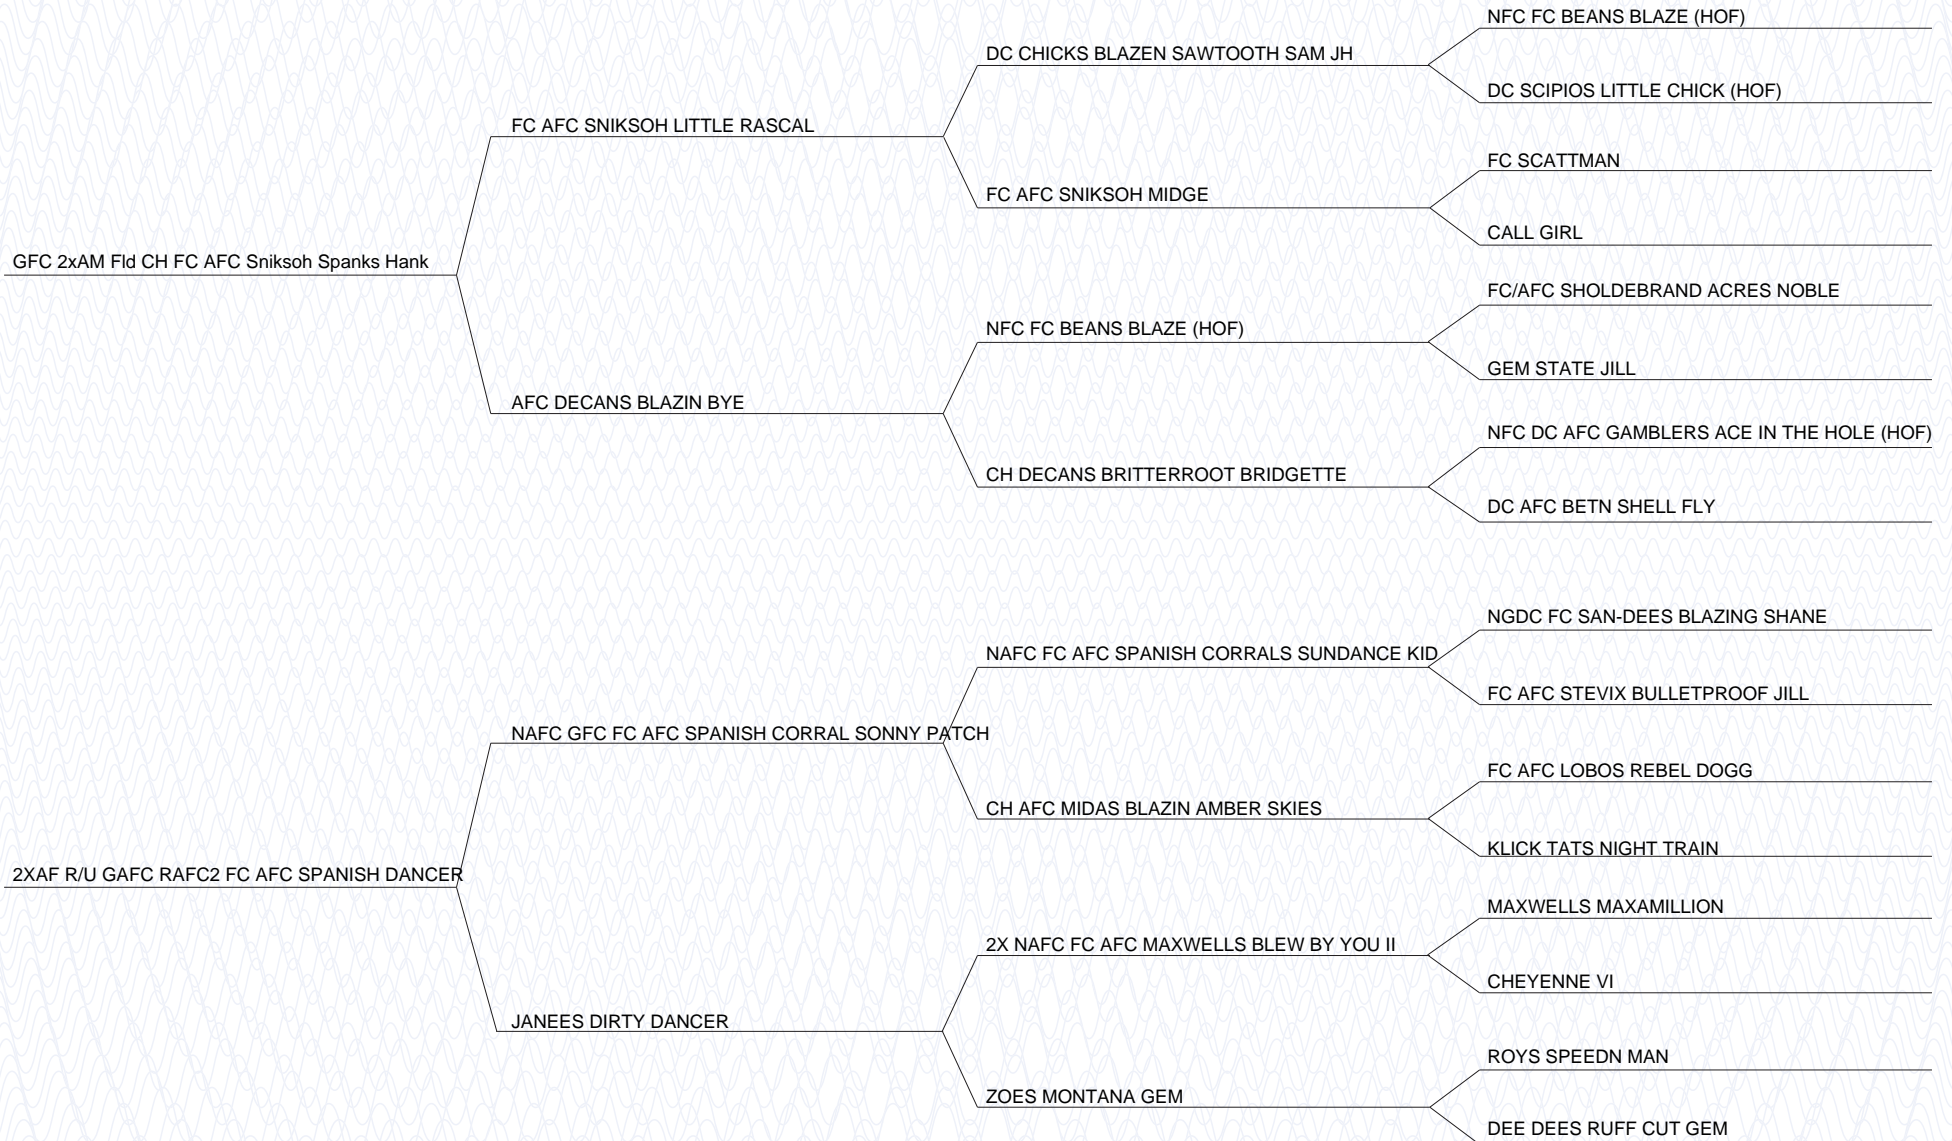 NFC FC BEANS BLAZE (HOF)
DC CHICKS BLAZEN SAWTOOTH SAM JH
DC SCIPIOS LITTLE CHICK (HOF)
FC AFC SNIKSOH LITTLE RASCAL
FC SCATTMAN
FC AFC SNIKSOH MIDGE
CALL GIRL
GFC 2xAM Fld CH FC AFC Sniksoh Spanks Hank
FC/AFC SHOLDEBRAND ACRES NOBLE
NFC FC BEANS BLAZE (HOF)
GEM STATE JILL
AFC DECANS BLAZIN BYE
NFC DC AFC GAMBLERS ACE IN THE HOLE (HOF)
CH DECANS BRITTERROOT BRIDGETTE
DC AFC BETN SHELL FLY
NGDC FC SAN-DEES BLAZING SHANE
NAFC FC AFC SPANISH CORRALS SUNDANCE KID
FC AFC STEVIX BULLETPROOF JILL
NAFC GFC FC AFC SPANISH CORRAL SONNY PATCH
FC AFC LOBOS REBEL DOGG
CH AFC MIDAS BLAZIN AMBER SKIES
KLICK TATS NIGHT TRAIN
2XAF R/U GAFC RAFC2 FC AFC SPANISH DANCER
MAXWELLS MAXAMILLION
2X NAFC FC AFC MAXWELLS BLEW BY YOU II
CHEYENNE VI
JANEES DIRTY DANCER
ROYS SPEEDN MAN
ZOES MONTANA GEM
DEE DEES RUFF CUT GEM